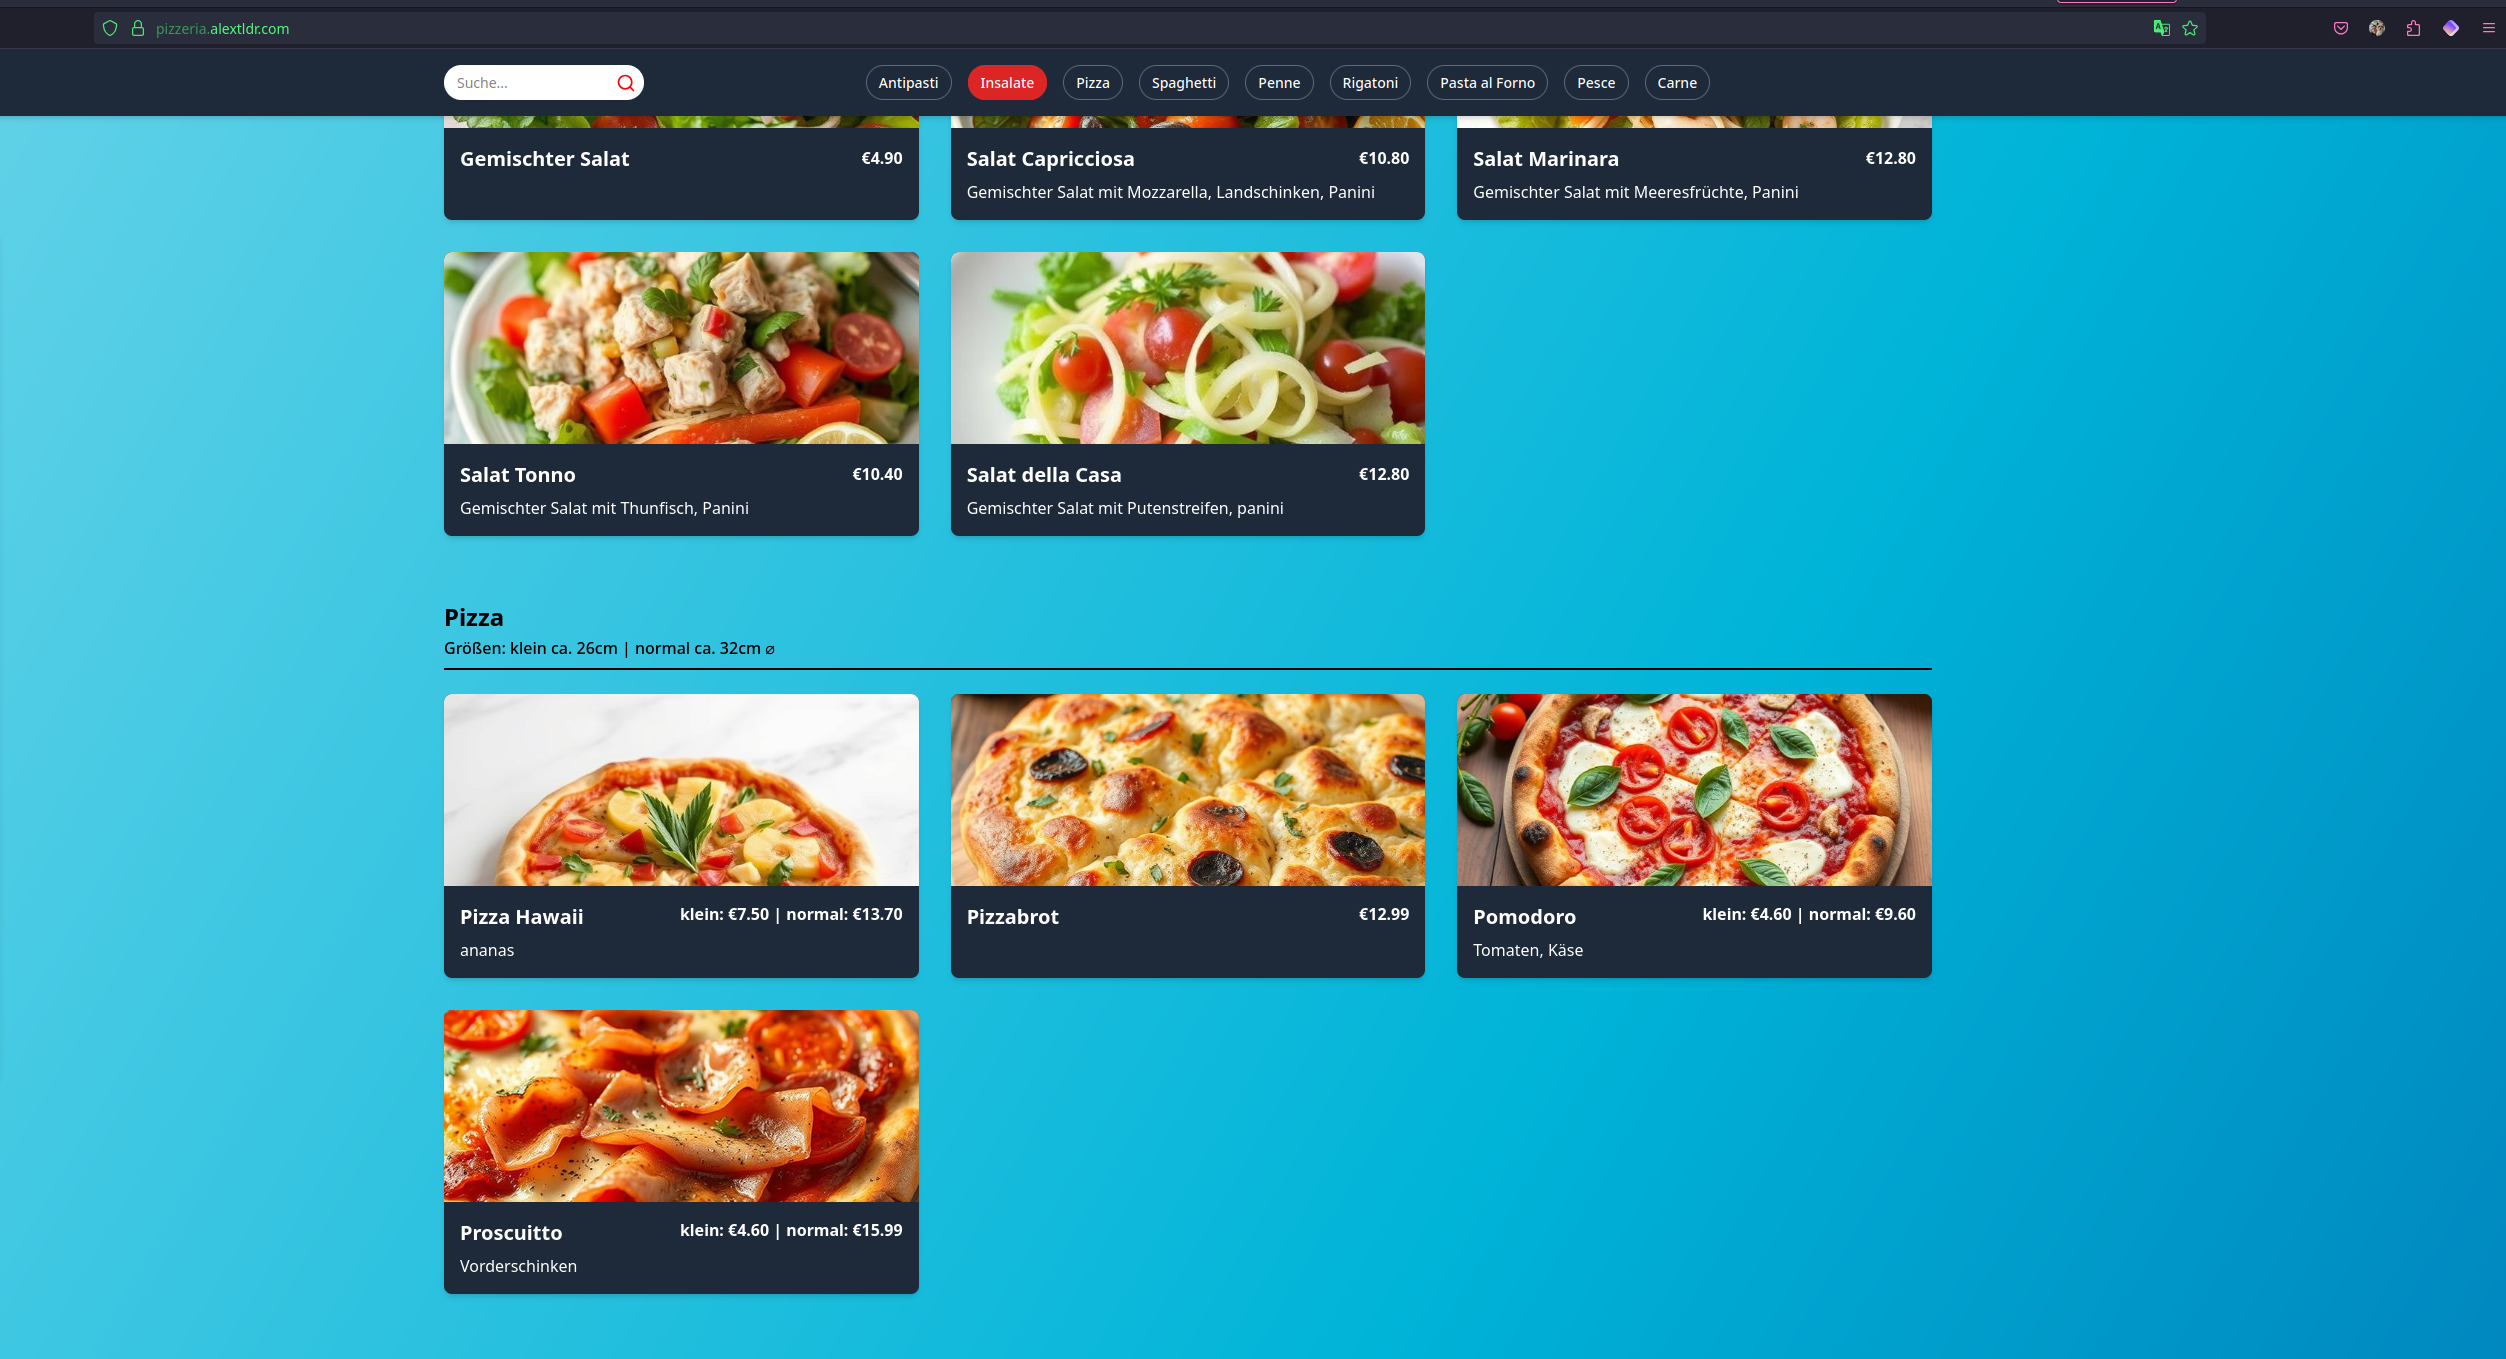 pizzeria.alextldr.com
Suche...
Antipasti
Insalate
Pizza
Spaghetti
Penne
Rigatoni
Pasta al Forno
Pesce
Carne
Gemischter Salat
€4.90
Salat Capricciosa
€10.80
Gemischter Salat mit Mozzarella, Landschinken, Panini
Salat Marinara
€12.80
Gemischter Salat mit Meeresfrüchte, Panini
Salat Tonno
€10.40
Gemischter Salat mit Thunfisch, Panini
Salat della Casa
€12.80
Gemischter Salat mit Putenstreifen, panini
Pizza
Größen: klein ca. 26cm | normal ca. 32cm ⌀
Pizza Hawaii
klein: €7.50 | normal: €13.70
ananas
Pizzabrot
€12.99
Pomodoro
klein: €4.60 | normal: €9.60
Tomaten, Käse
Proscuitto
klein: €4.60 | normal: €15.99
Vorderschinken